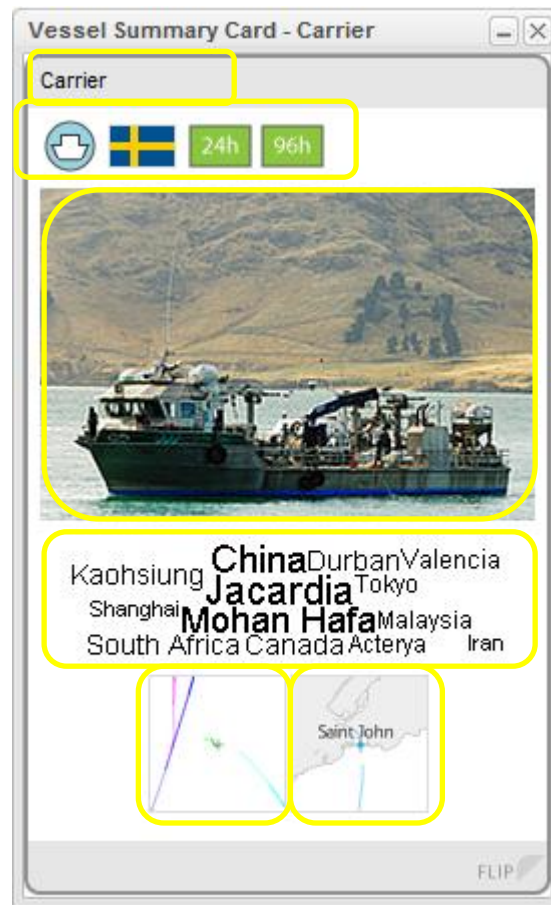 Vessel Summary Card - Carrier
Carrier
24h 96h
China Durban Valencia
Kaohsiung Jacardia Tokyo
Shanghai Mohan Hafa Malaysia
South Africa Canada Acterya Iran
Saint John
FLIP